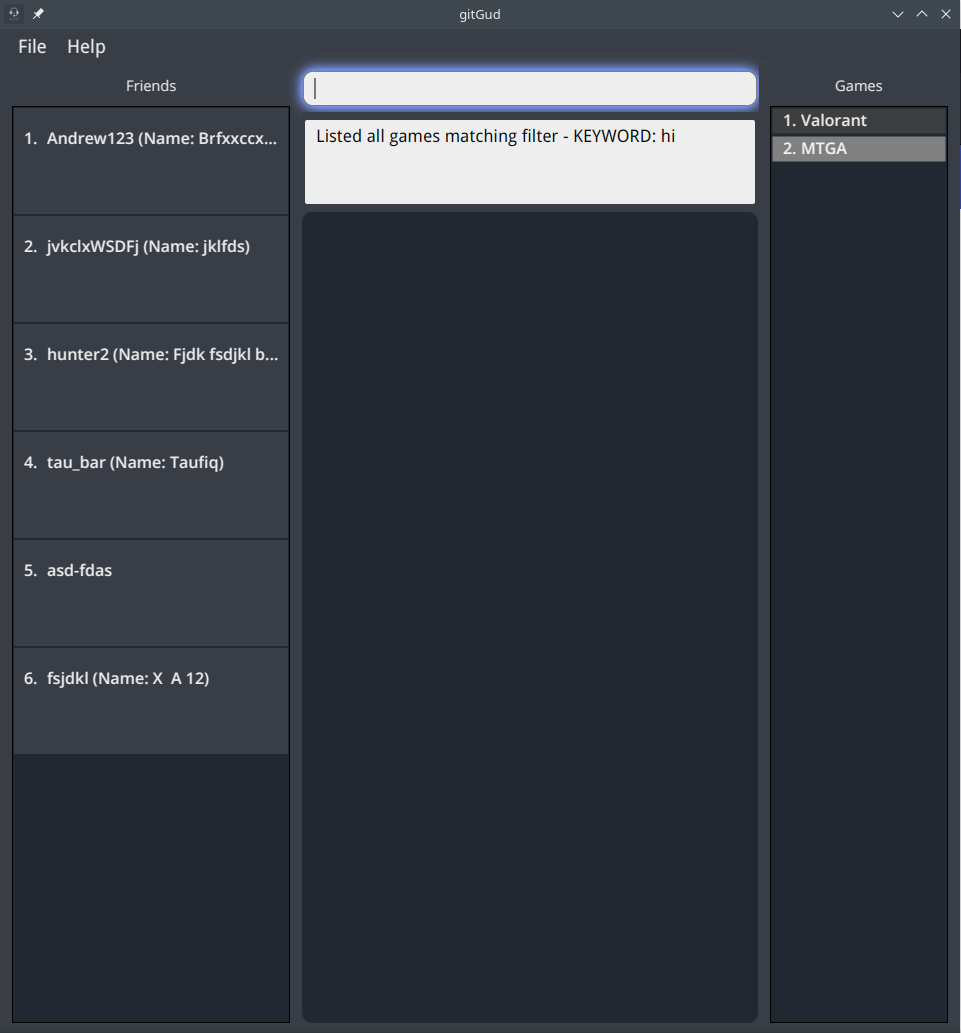 gitGud
File Help
Friends
1. Andrew123 (Name: Brfxxccx...
2. jvkclxWSDFj (Name: jklfds)
3. hunter2 (Name: Fjdk fsdjkl b...
4. tau_bar (Name: Taufiq)
5. asd-fdas
6. fsjdkl (Name: X A 12)
Listed all games matching filter - KEYWORD: hi
Games
1. Valorant
2. MTGA